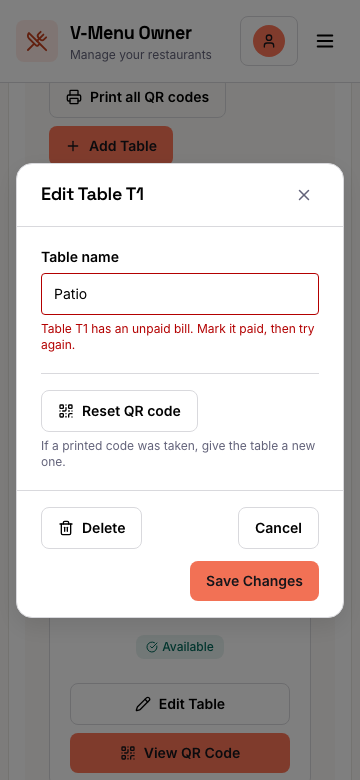 V-Menu Owner
Manage your restaurants
Print all QR codes
Add Table
Edit Table T1
Table name
Patio
Table T1 has an unpaid bill. Mark it paid, then try
again.
Reset QR code
If a printed code was taken, give the table a new
one.
Delete
Cancel
Save Changes
Available
Edit Table
View QR Code